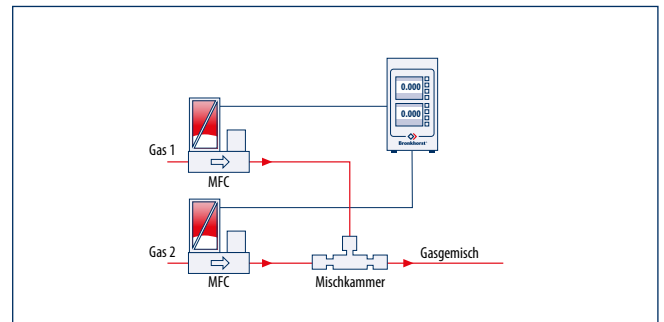 0.000
0.000
Bronkhorst®
Gas 1
MFC
Gas 2
MFC
Mischkammer
Gasgemisch